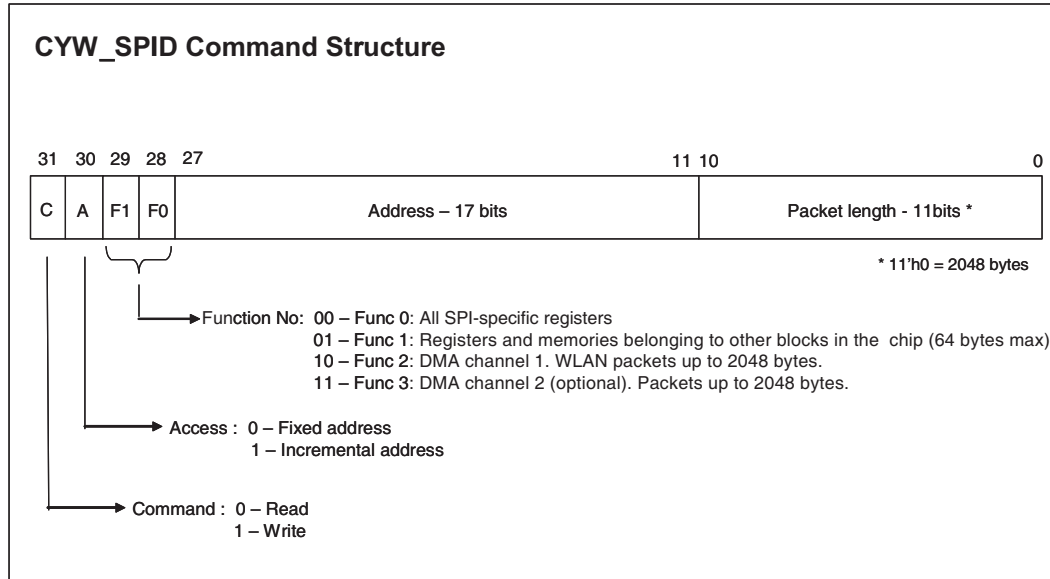 CYW_SPID Command Structure
31 30 29 28 27 11 10 0
C A F1 F0 Address – 17 bits Packet length - 11bits *
* 11'h0 = 2048 bytes
Function No: 00 – Func 0: All SPI-specific registers
01 – Func 1: Registers and memories belonging to other blocks in the chip (64 bytes max)
10 – Func 2: DMA channel 1. WLAN packets up to 2048 bytes.
11 – Func 3: DMA channel 2 (optional). Packets up to 2048 bytes.
Access : 0 – Fixed address
1 – Incremental address
Command : 0 – Read
1 – Write